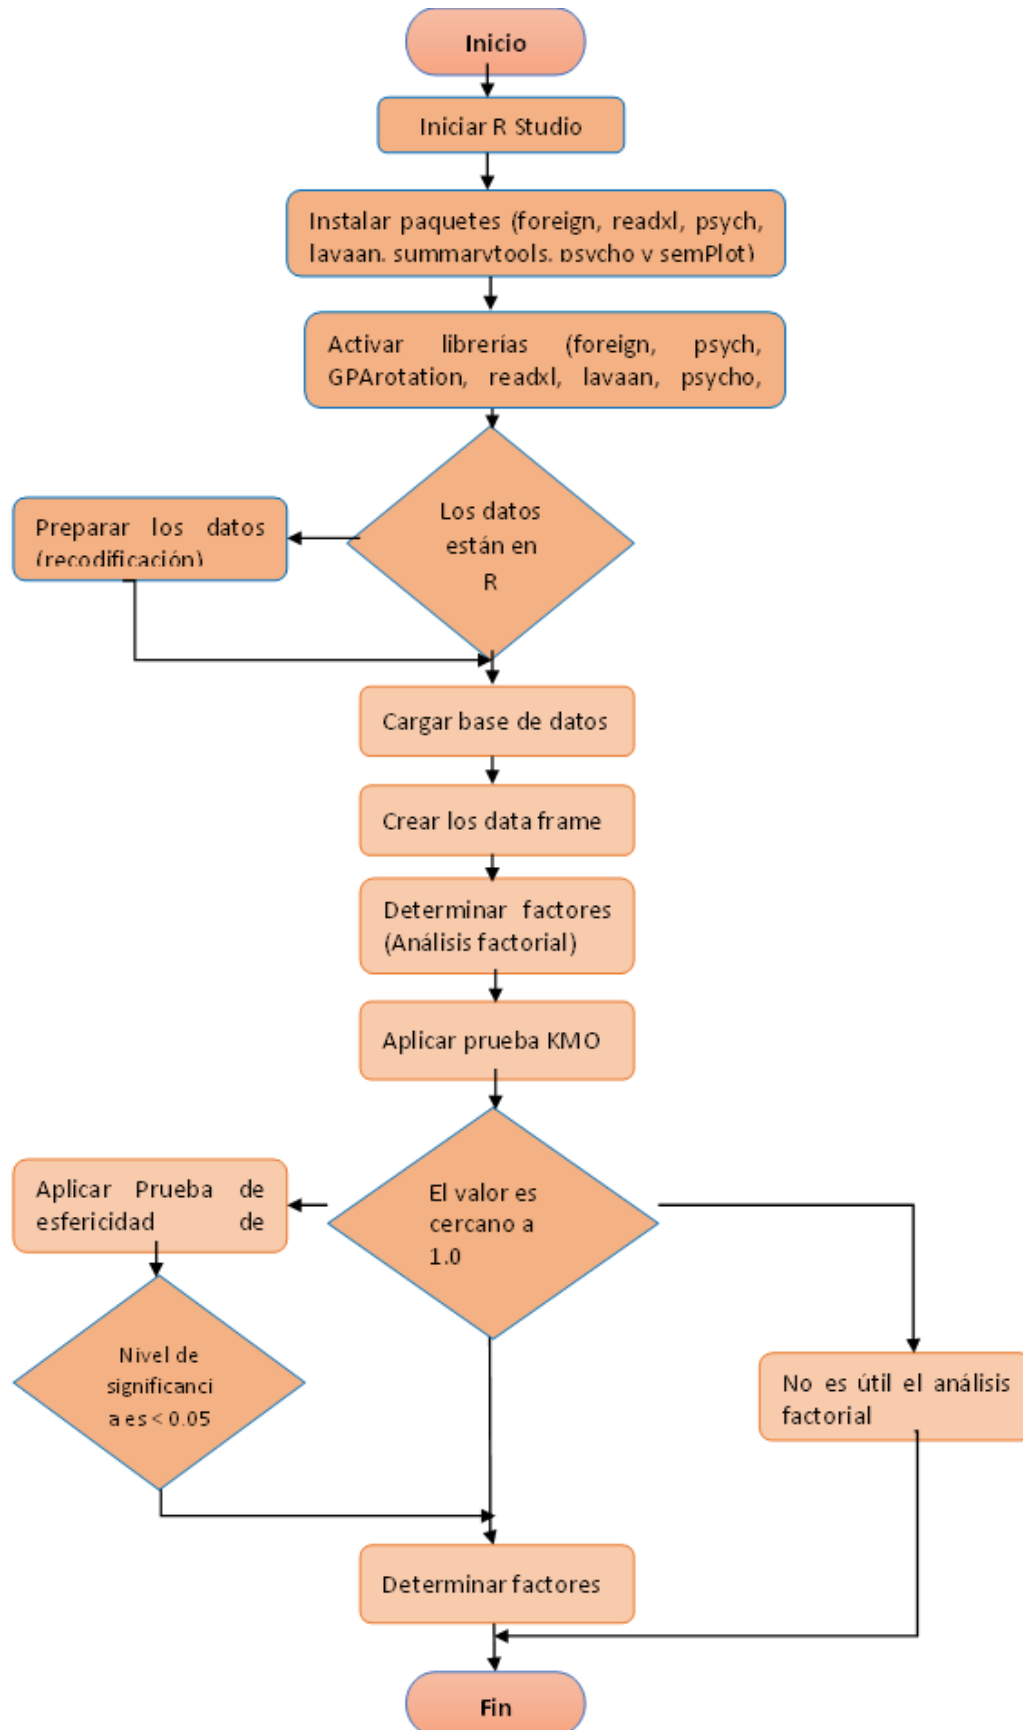 Inicio
Iniciar R Studio
Instalar paquetes (foreign, readxl, psych,
lavaan, summarytools, psycho y semPlot)
Activar librerías (foreign, psych,
GPArotation, readxl, lavaan, psycho,
Los datos
están en
R
Preparar los datos
(recodificación)
Cargar base de datos
Crear los data frame
Determinar factores
(Análisis factorial)
Aplicar prueba KMO
El valor es
cercano a
1.0
Aplicar Prueba de
esfericidad de
Nivel de
significanci
a es < 0.05
No es útil el análisis
factorial
Determinar factores
Fin